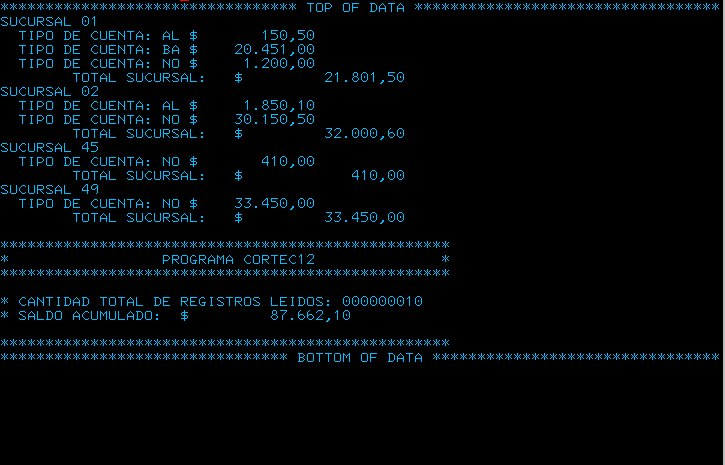 ********************************* TOP OF DATA **********************************
SUCURSAL 01
  TIPO DE CUENTA: AL $       150,50
  TIPO DE CUENTA: BA $    20.451,00
  TIPO DE CUENTA: NO $     1.200,00
        TOTAL SUCURSAL:   $         21.801,50
SUCURSAL 02
  TIPO DE CUENTA: AL $     1.850,10
  TIPO DE CUENTA: NO $    30.150,50
        TOTAL SUCURSAL:   $         32.000,60
SUCURSAL 45
  TIPO DE CUENTA: NO $       410,00
        TOTAL SUCURSAL:   $            410,00
SUCURSAL 49
  TIPO DE CUENTA: NO $    33.450,00
        TOTAL SUCURSAL:   $         33.450,00
**************************************************
*                 PROGRAMA CORTEC12              *
**************************************************
* CANTIDAD TOTAL DE REGISTROS LEIDOS: 000000010
* SALDO ACUMULADO:  $         87.662,10
**************************************************
******************************** BOTTOM OF DATA ********************************